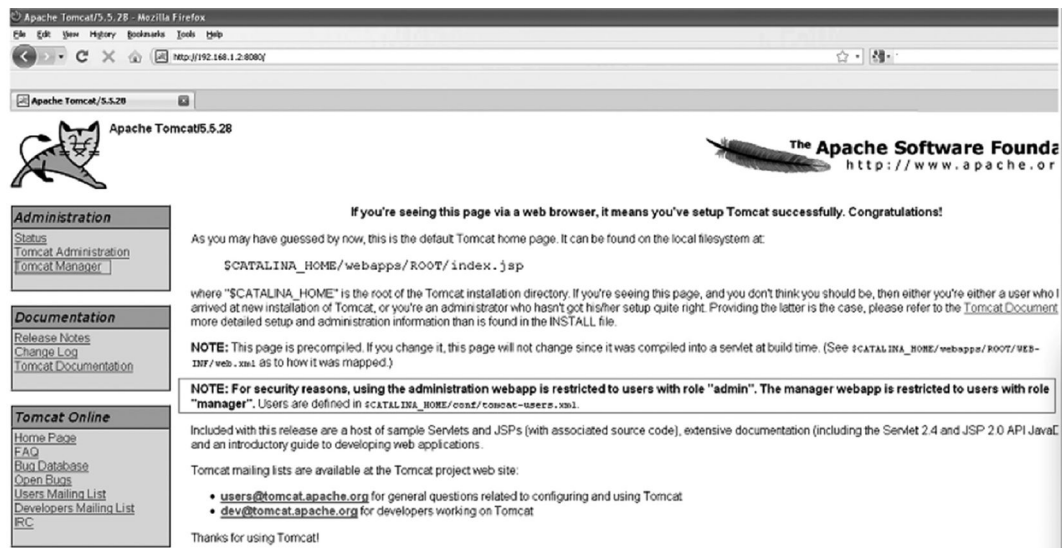 Apache Tomcat/5.5.28 - Mozilla Firefox
File Edit View History Bookmarks Tools Help
http://192.168.1.2:8080/
Apache Tomcat/5.5.28
Apache Tomcat/5.5.28
The Apache Software Founda
http://www.apache.or
Administration
Status
Tomcat Administration
Tomcat Manager
Documentation
Release Notes
Change Log
Tomcat Documentation
Tomcat Online
Home Page
FAQ
Bug Database
Open Bugs
Users Mailing List
Developers Mailing List
IRC
If you're seeing this page via a web browser, it means you've setup Tomcat successfully. Congratulations!
As you may have guessed by now, this is the default Tomcat home page. It can be found on the local filesystem at:
$CATALINA_HOME/webapps/ROOT/index.jsp
where "$CATALINA_HOME" is the root of the Tomcat installation directory. If you're seeing this page, and you don't think you should be, then either you're either a user who
arrived at new installation of Tomcat, or you're an administrator who hasn't got his/her setup quite right. Providing the latter is the case, please refer to the Tomcat Document
more detailed setup and administration information than is found in the INSTALL file.
NOTE: This page is precompiled. If you change it, this page will not change since it was compiled into a servlet at build time. (See $CATALINA_HOME/webapps/ROOT/WEB-
INF/web.xml as to how it was mapped.)
NOTE: For security reasons, using the administration webapp is restricted to users with role "admin". The manager webapp is restricted to users with role
"manager". Users are defined in $CATALINA_HOME/conf/tomcat-users.xml.
Included with this release are a host of sample Servlets and JSPs (with associated source code), extensive documentation (including the Servlet 2.4 and JSP 2.0 API JavaD
and an introductory guide to developing web applications.
Tomcat mailing lists are available at the Tomcat project web site:
• users@tomcat.apache.org for general questions related to configuring and using Tomcat
• dev@tomcat.apache.org for developers working on Tomcat
Thanks for using Tomcat!